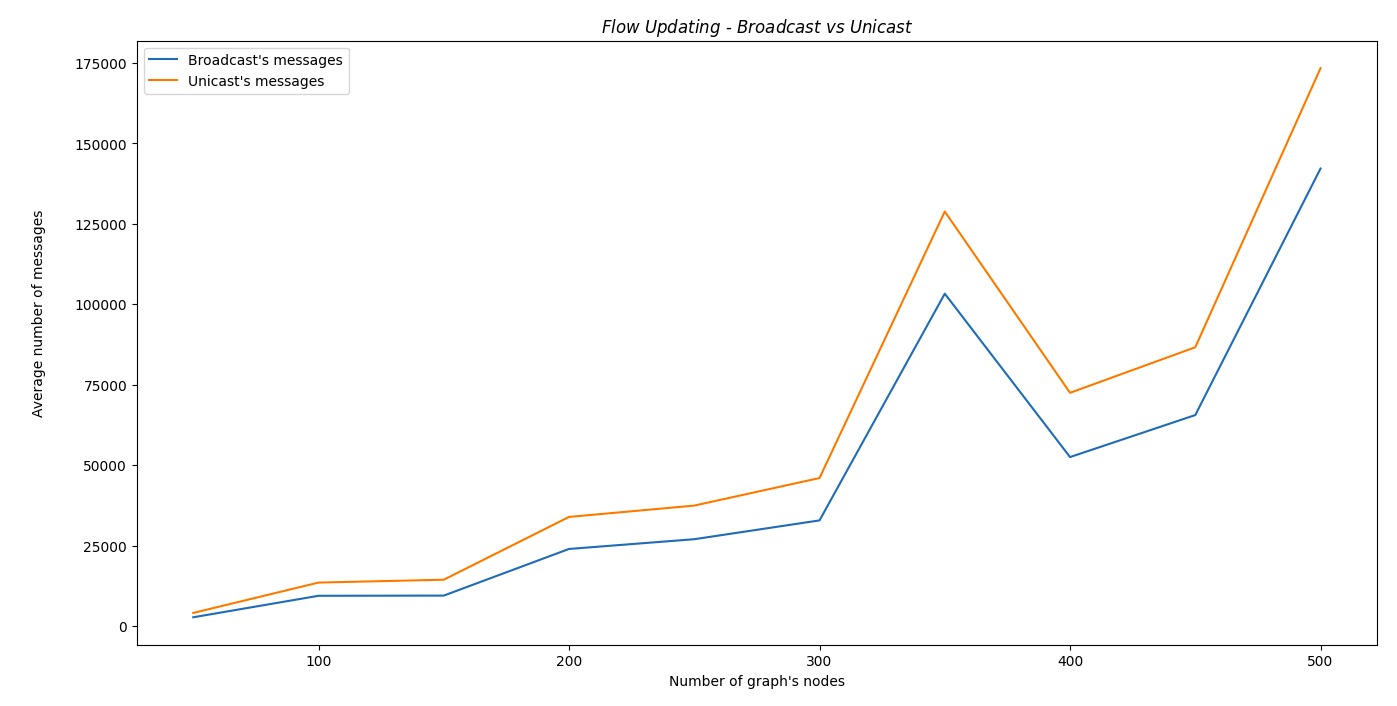 Flow Updating - Broadcast vs Unicast
Broadcast's messages
Unicast's messages
175000
150000
125000
100000
75000
50000
25000
0
Average number of messages
100
200
300
400
500
Number of graph's nodes